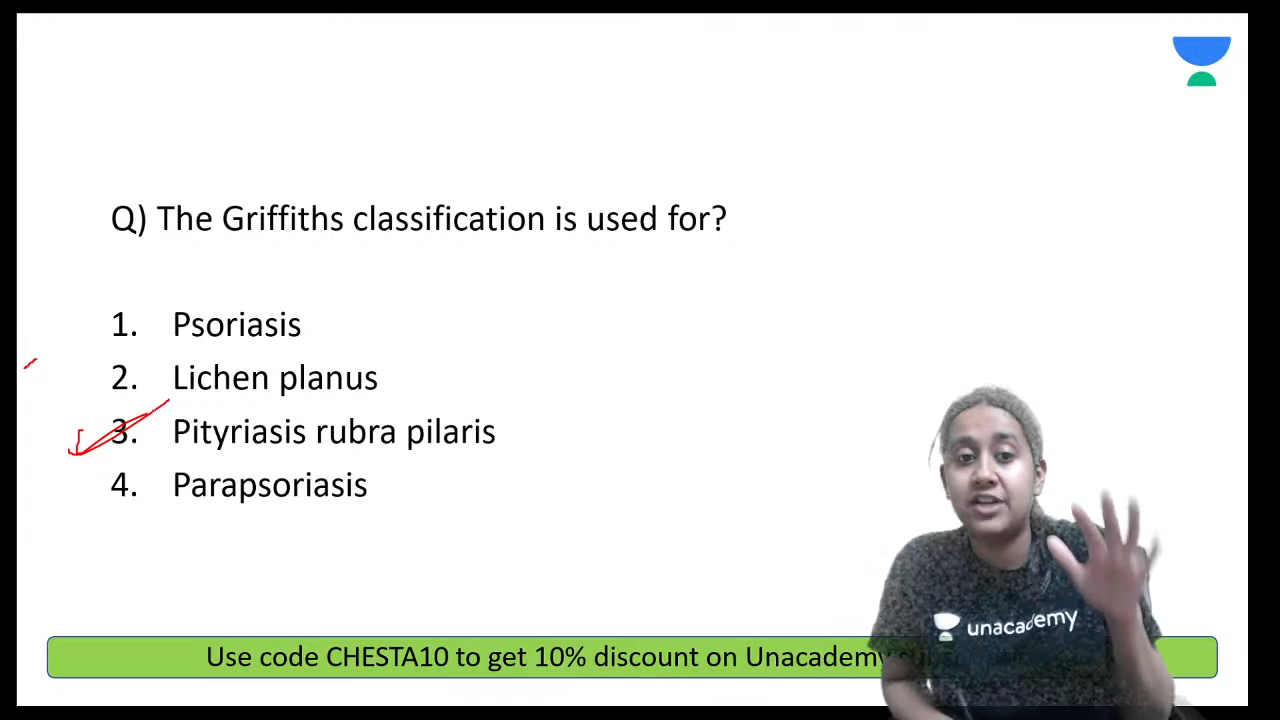 Q) The Griffiths classification is used for?
1. Psoriasis
2. Lichen planus
3. Pityriasis rubra pilaris
4. Parapsoriasis
unacademy
Use code CHESTA10 to get 10% discount on Unacademy